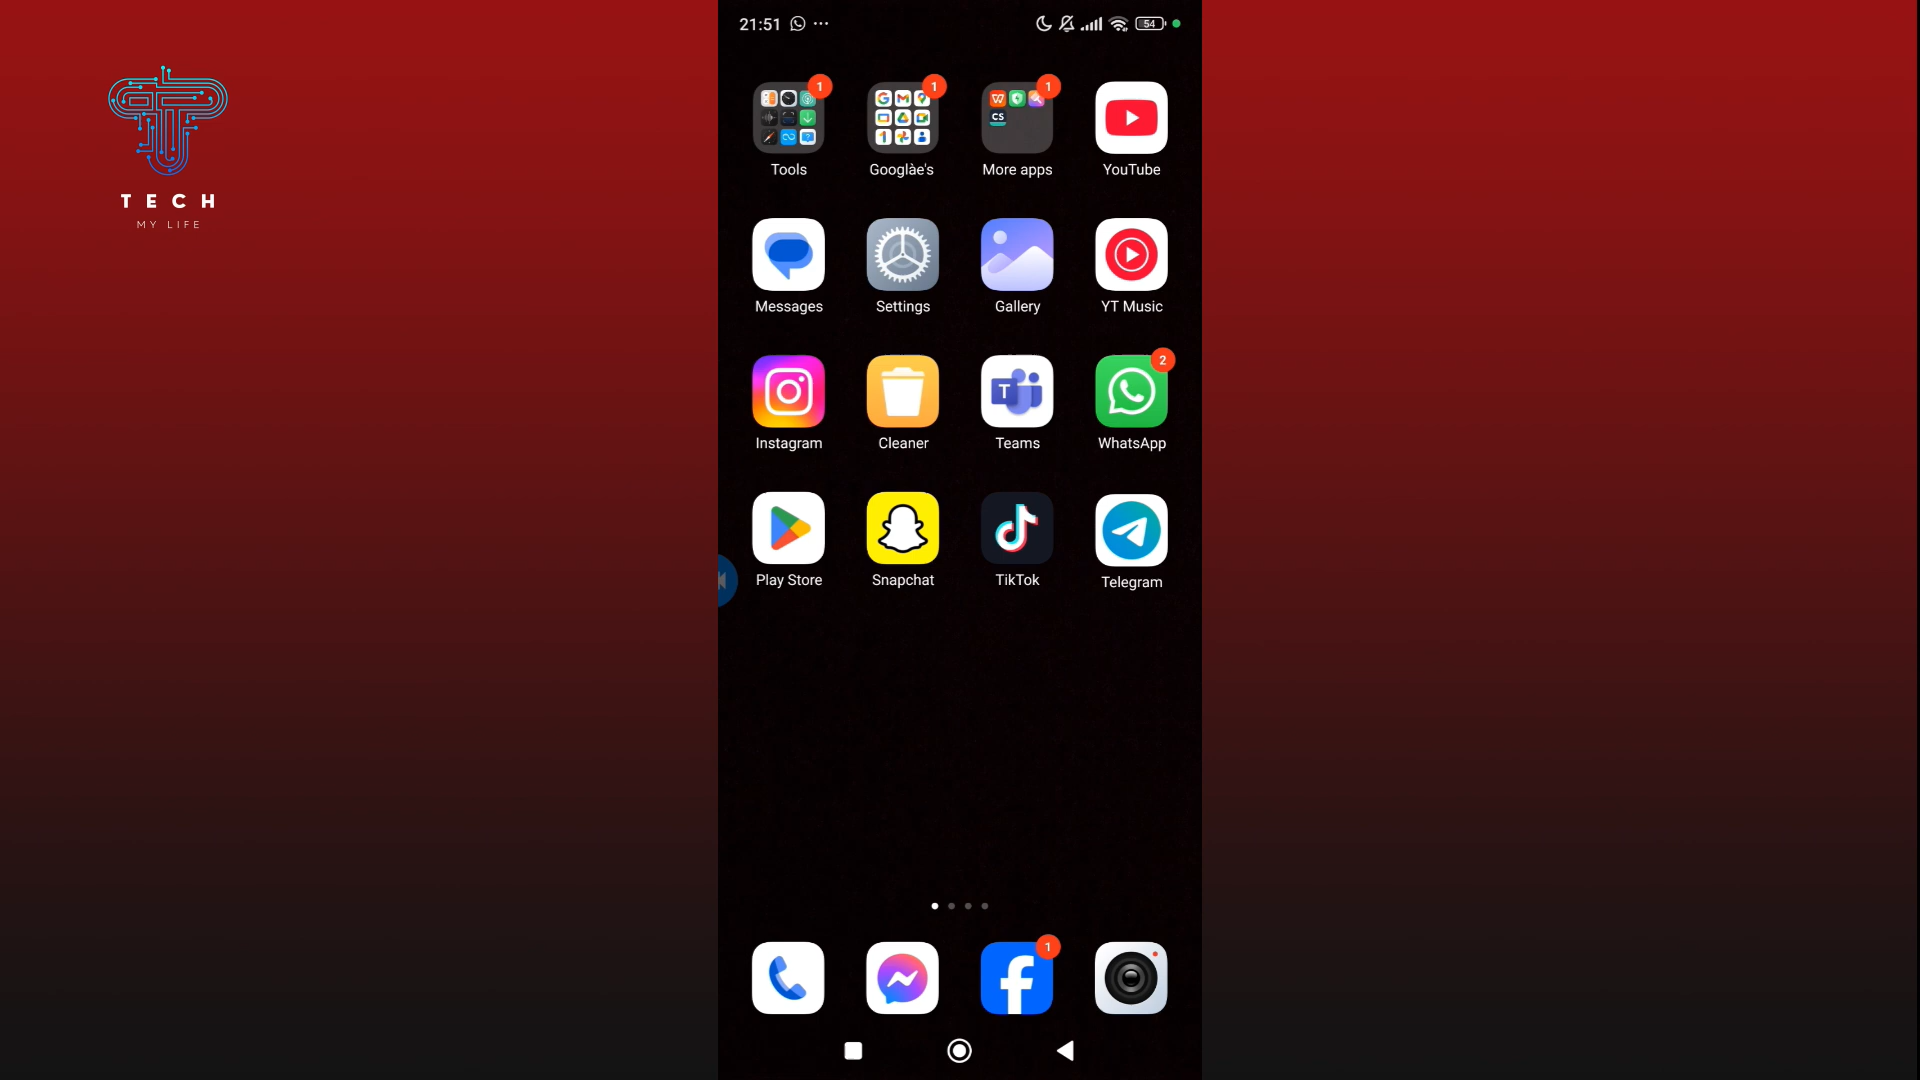 TECH
MY LIFE
21:51
54
1
1
1
CS
Tools
Googlàe's
More apps
YouTube
Messages
Settings
Gallery
YT Music
2
T
Instagram
Cleaner
Teams
WhatsApp
Play Store
Snapchat
TikTok
Telegram
1